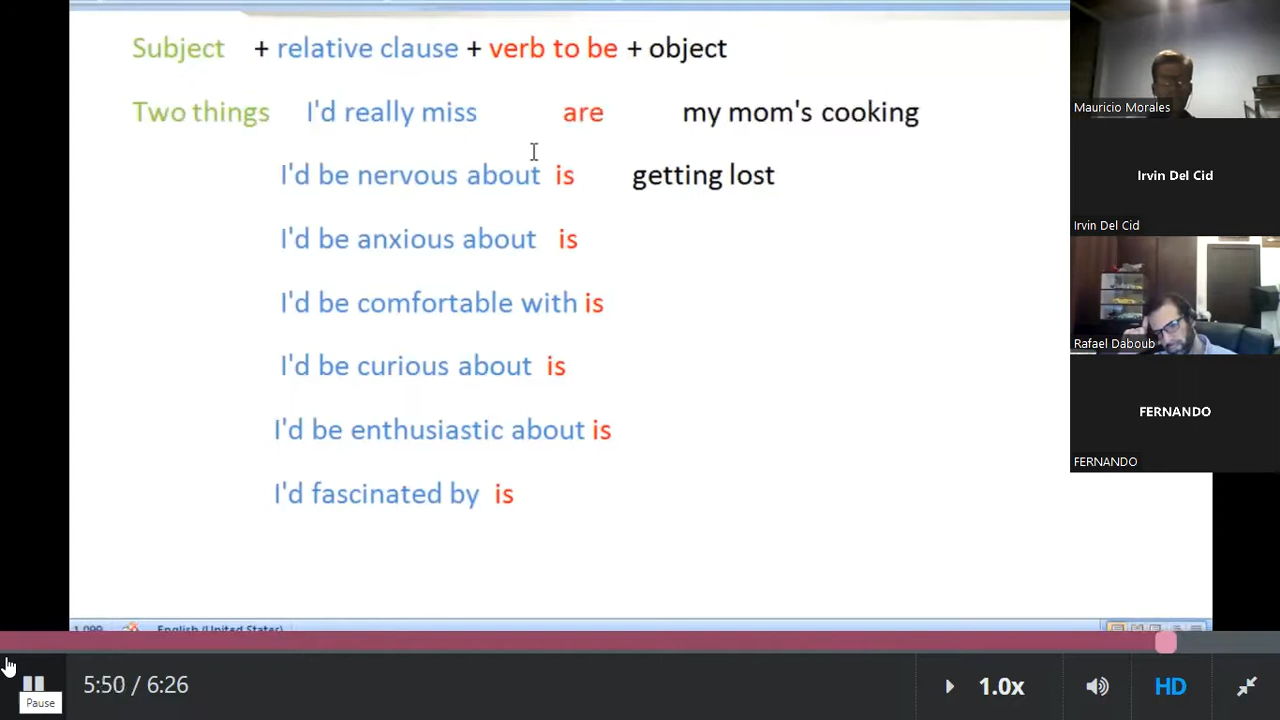 Subject + relative clause + verb to be + object
Two things I'd really miss are my mom's cooking
I'd be nervous about is getting lost
I'd be anxious about is
I'd be comfortable with is
I'd be curious about is
I'd be enthusiastic about is
I'd fascinated by is
Mauricio Morales
Irvin Del Cid
Irvin Del Cid
Rafael Daboub
FERNANDO
FERNANDO
English (United States)
5:50 / 6:26
1.0x
HD
Pause